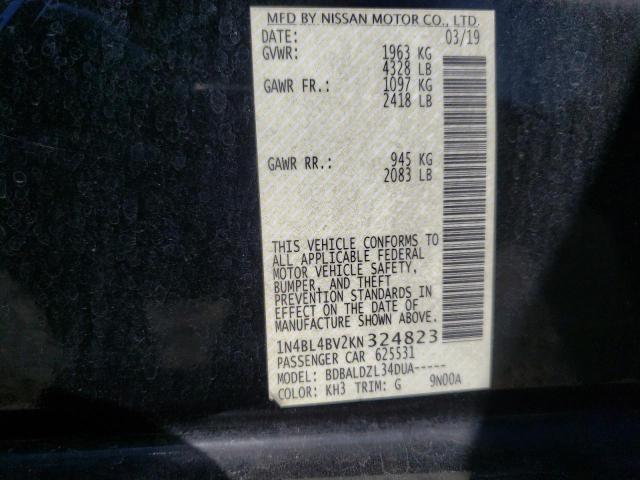 MFD BY NISSAN MOTOR CO., LTD.
DATE: 03/19
GVWR: 1963 KG
4328 LB
GAWR FR.: 1097 KG
2418 LB
GAWR RR.: 945 KG
2083 LB
THIS VEHICLE CONFORMS TO
ALL APPLICABLE FEDERAL
MOTOR VEHICLE SAFETY,
BUMPER, AND THEFT
PREVENTION STANDARDS IN
EFFECT ON THE DATE OF
MANUFACTURE SHOWN ABOVE.
1N4BL4BV2KN324823
PASSENGER CAR 625531
MODEL: BDBALDZL34DUA-----
COLOR: KH3 TRIM: G 9N00A